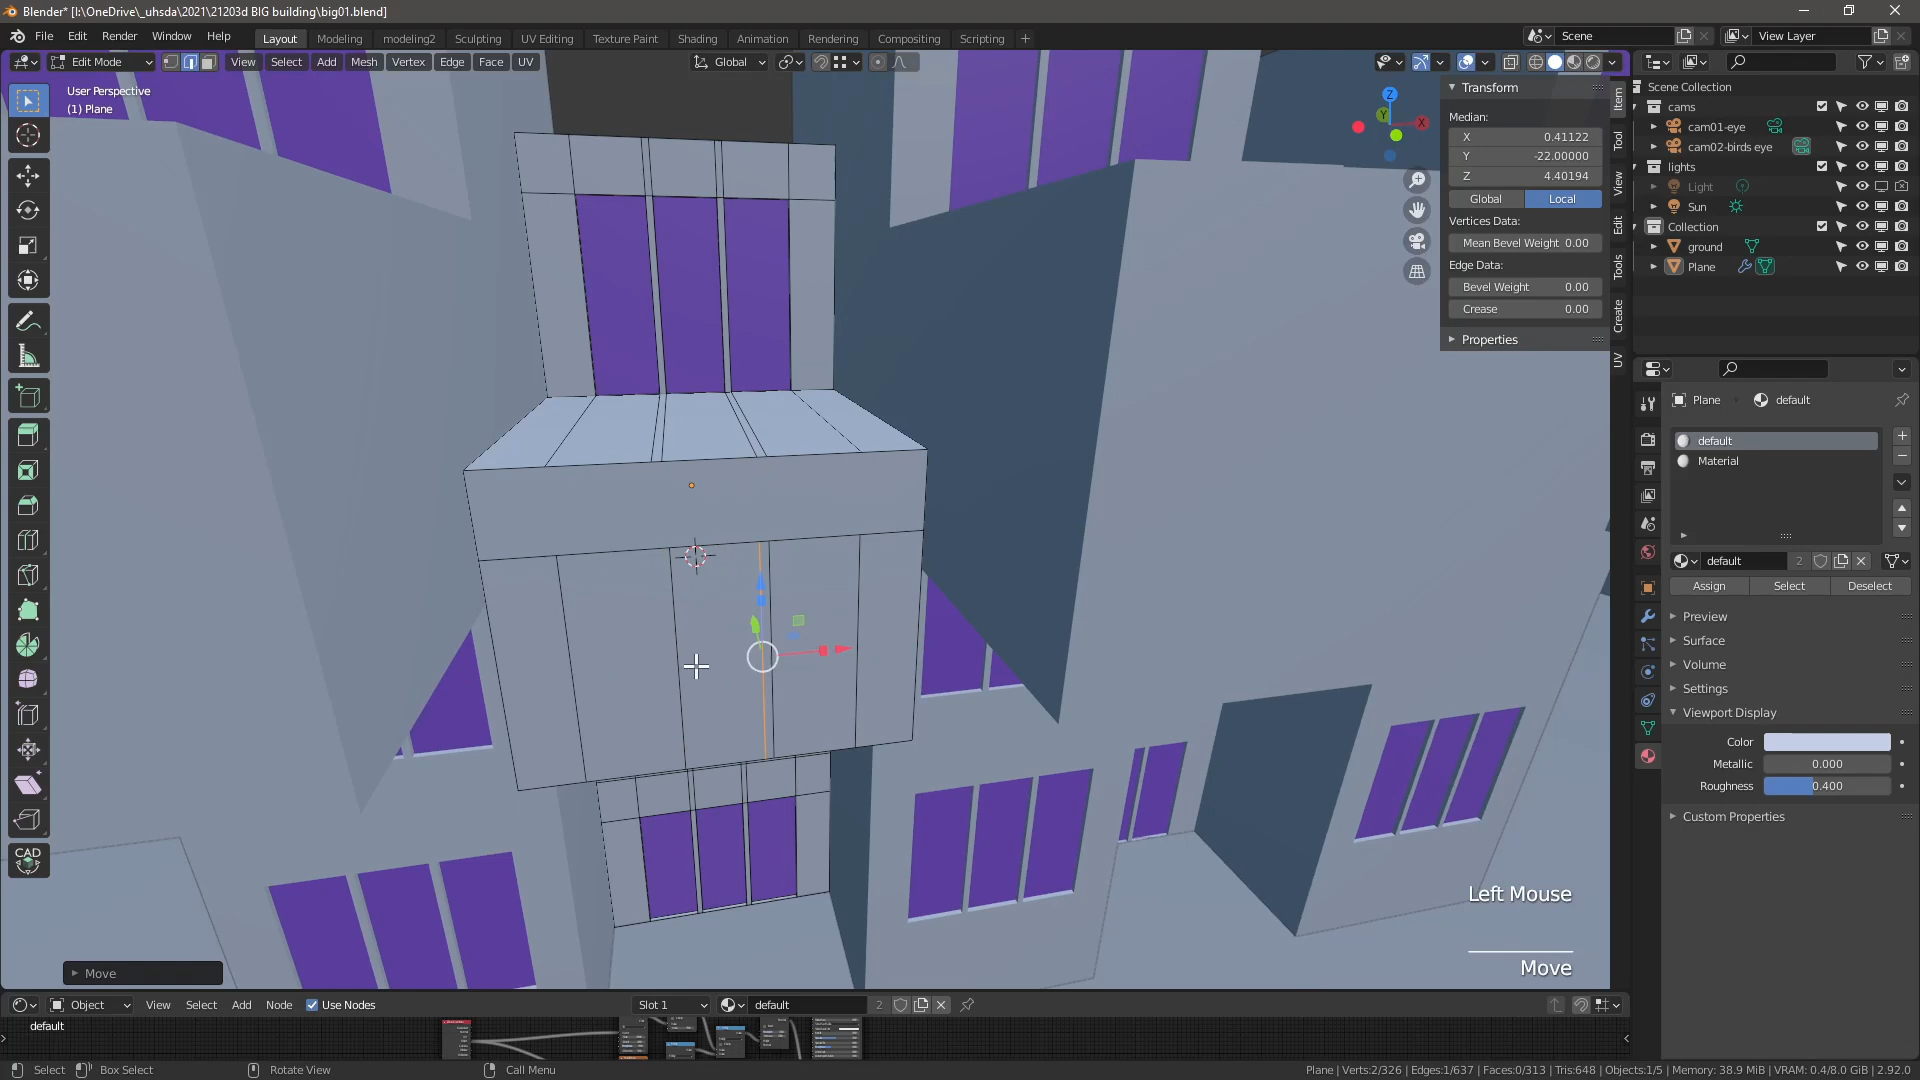 Blender* [I:\OneDrive\_uhsda\2021\21203d BIG building\big01.blend]
File Edit Render Window Help Layout Modeling modeling2 Sculpting UV Editing Texture Paint Shading Animation Rendering Compositing Scripting + Scene View Layer
Edit Mode View Select Add Mesh Vertex Edge Face UV Global
User Perspective
(1) Plane
Z
Y
X
Transform
Median:
X 0.41122
Y -22.00000
Z 4.40194
Global Local
Vertices Data:
Mean Bevel Weight 0.00
Edge Data:
Bevel Weight 0.00
Crease 0.00
Properties
Item
Tool
View
Edit
Tools
Create
UV
Scene Collection
cams
cam01-eye
cam02-birds eye
lights
Light
Sun
Collection
ground
Plane
Plane default
default
Material
default 2
Assign Select Deselect
Preview
Surface
Volume
Settings
Viewport Display
Color
Metallic 0.000
Roughness 0.400
Custom Properties
CAD
Left Mouse
Move
Move
Object View Select Add Node Use Nodes Slot 1 default 2
default
Select Box Select Rotate View Call Menu
Plane | Verts:2/326 | Edges:1/637 | Faces:0/313 | Tris:648 | Objects:1/5 | Memory: 38.9 MiB | VRAM: 0.4/8.0 GiB | 2.92.0